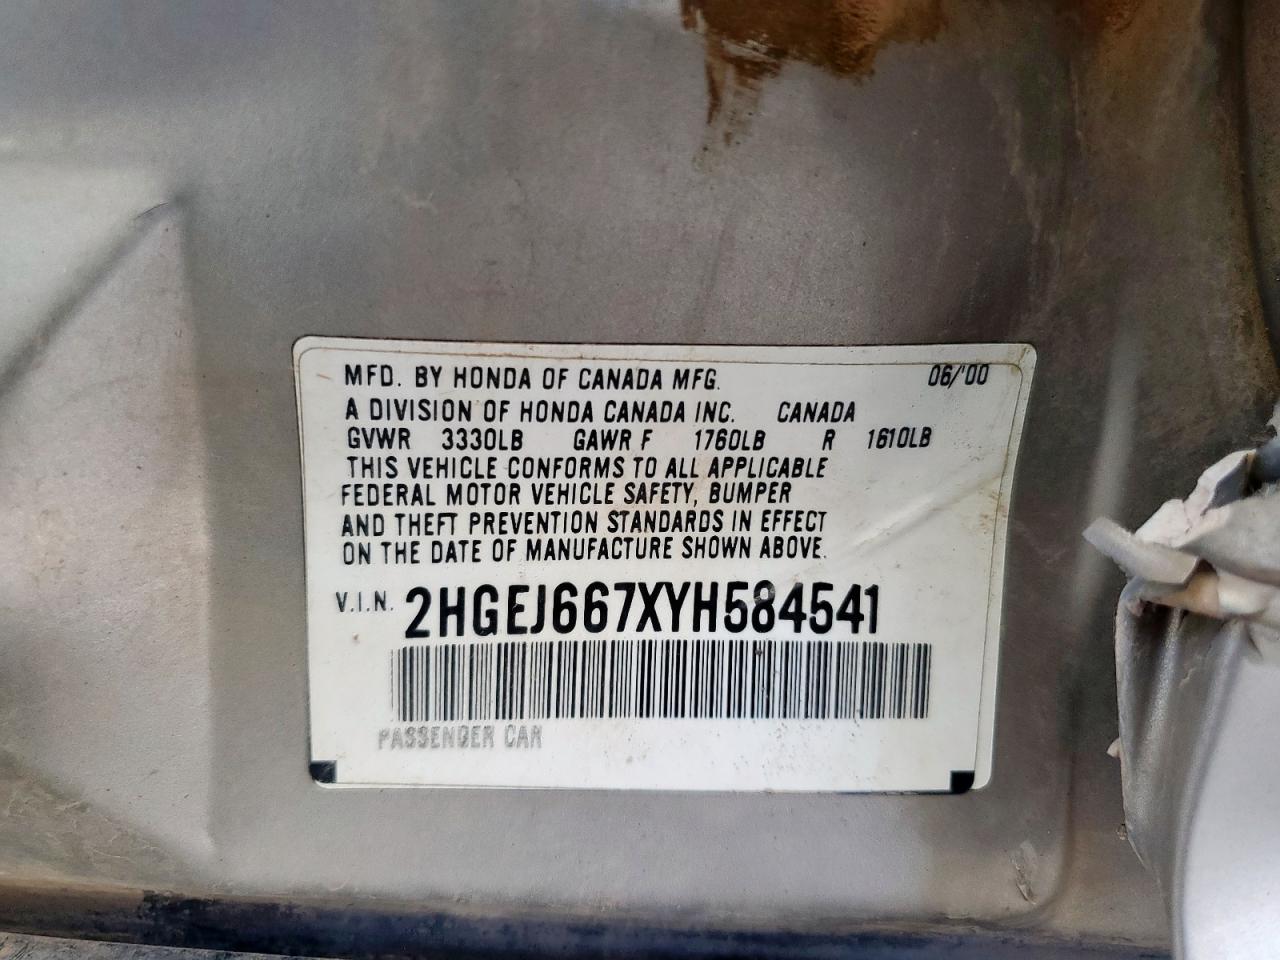 MFD. BY HONDA OF CANADA MFG. 06/'00
A DIVISION OF HONDA CANADA INC. CANADA
GVWR 3330LB GAWR F 1760LB R 1610LB
THIS VEHICLE CONFORMS TO ALL APPLICABLE
FEDERAL MOTOR VEHICLE SAFETY, BUMPER
AND THEFT PREVENTION STANDARDS IN EFFECT
ON THE DATE OF MANUFACTURE SHOWN ABOVE.
V.I.N. 2HGEJ667XYH584541
PASSENGER CAR